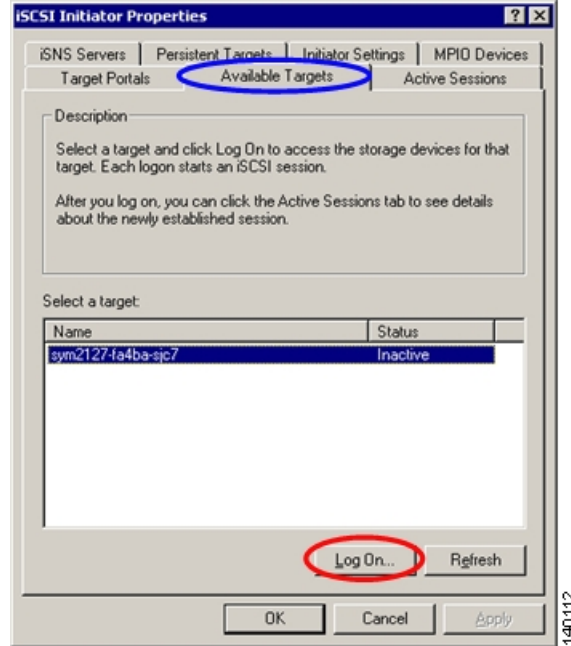 iSCSI Initiator Properties
iSNS Servers
Persistent Targets
Initiator Settings
MPIO Devices
Target Portals
Available Targets
Active Sessions
Description
Select a target and click Log On to access the storage devices for that
target. Each logon starts an iSCSI session.
After you log on, you can click the Active Sessions tab to see details
about the newly established session.
Select a target:
Name Status
sym2127-fa4ba-sjc7 Inactive
Log On... Refresh
OK Cancel Apply
140112